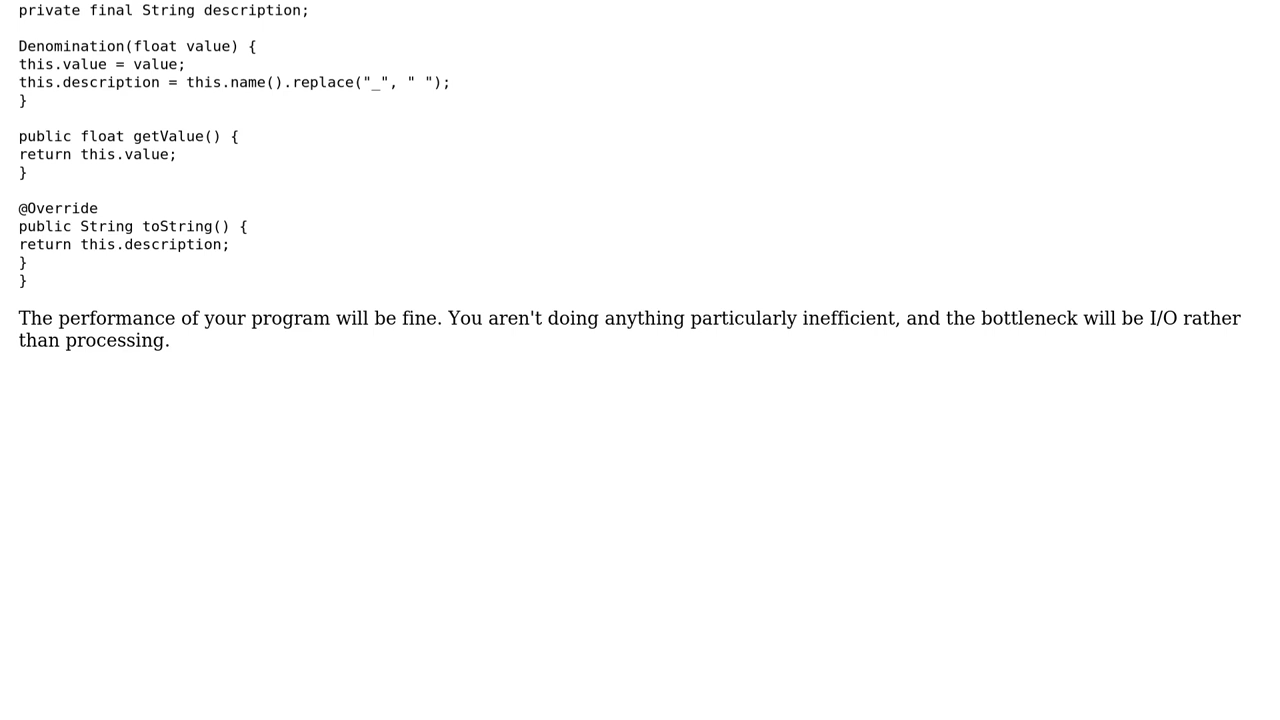 private final String description;
Denomination(float value) {
this.value = value;
this.description = this.name().replace("_", " ");
}
public float getValue() {
return this.value;
}
@Override
public String toString() {
return this.description;
}
}
The performance of your program will be fine. You aren't doing anything particularly inefficient, and the bottleneck will be I/O rather
than processing.